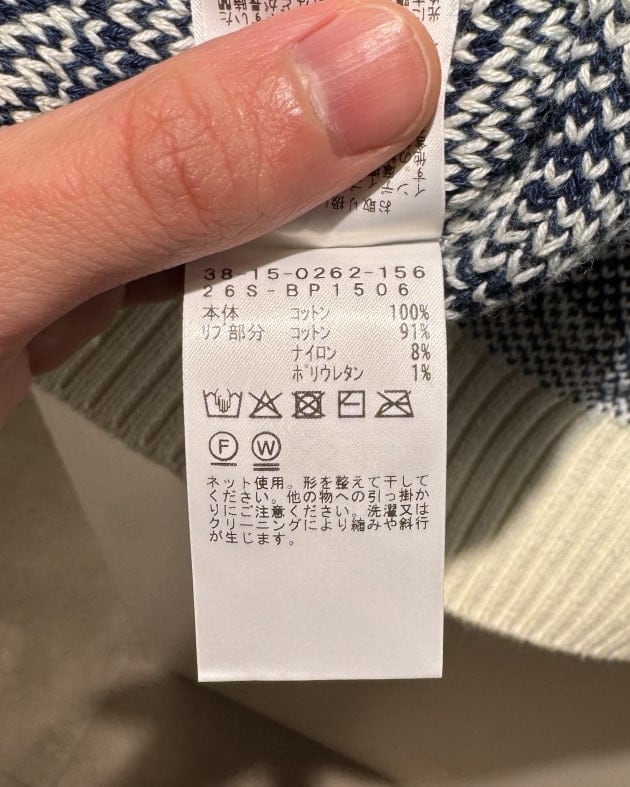 38-15-0262-156
26S-BP1506
本体 コットン 100%
リブ部分 コットン 91%
ナイロン 8%
ポリウレタン 1%
F W
ネット使用。形を整えて干して
ください。他の物への引っ掛か
りにご注意ください。洗濯又は
クリーニングにより縮みや斜行
が生じます。